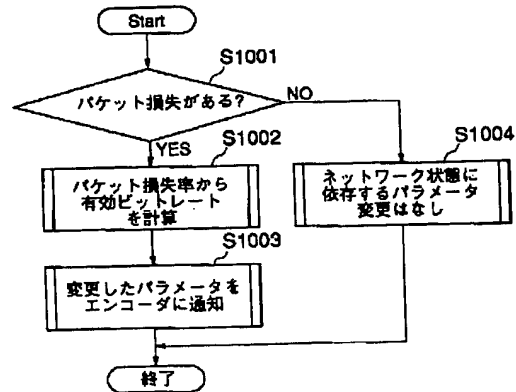 Start
S1001
パケット損失がある?
NO
YES
S1002
パケット損失率から
有効ビットレート
を計算
S1004
ネットワーク状態に
依存するパラメータ
変更はなし
S1003
変更したパラメータを
エンコーダに通知
終了